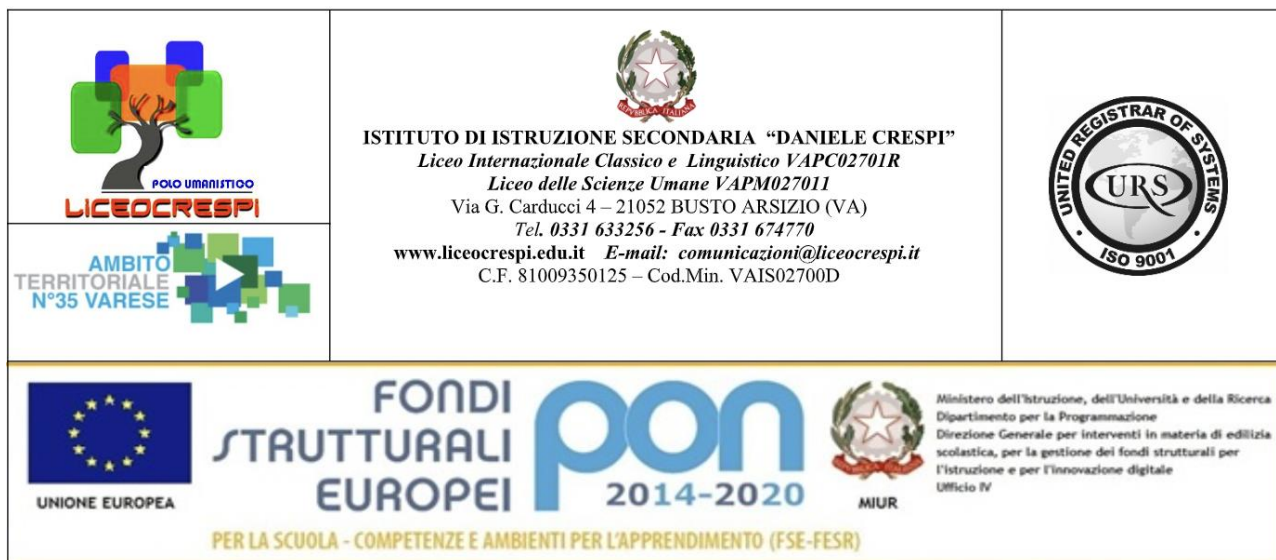 POLO UMANISTICO
LICEOCRESPI
AMBITO
TERRITORIALE
N°35 VARESE
REPVBBLICA ITALIANA
ISTITUTO DI ISTRUZIONE SECONDARIA “DANIELE CRESPI”
Liceo Internazionale Classico e Linguistico VAPC02701R
Liceo delle Scienze Umane VAPM027011
Via G. Carducci 4 – 21052 BUSTO ARSIZIO (VA)
Tel. 0331 633256 - Fax 0331 674770
www.liceocrespi.edu.it E-mail: comunicazioni@liceocrespi.it
C.F. 81009350125 – Cod.Min. VAIS02700D
UNITED REGISTRAR OF SYSTEMS
URS
ISO 9001
UNIONE EUROPEA
FONDI
STRUTTURALI
EUROPEI
pon
2014-2020
MIUR
Ministero dell'Istruzione, dell'Università e della Ricerca
Dipartimento per la Programmazione
Direzione Generale per interventi in materia di edilizia
scolastica, per la gestione dei fondi strutturali per
l'istruzione e per l'innovazione digitale
Ufficio IV
PER LA SCUOLA - COMPETENZE E AMBIENTI PER L'APPRENDIMENTO (FSE-FESR)